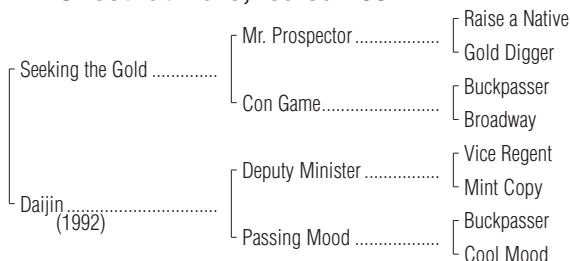 Raise a Native
Mr. Prospector ...................
Gold Digger
Seeking the Gold ..............
Buckpasser
Con Game..........................
Broadway
Vice Regent
Deputy Minister .................
Mint Copy
Daijin .................................
(1992)
Buckpasser
Passing Mood ...................
Cool Mood